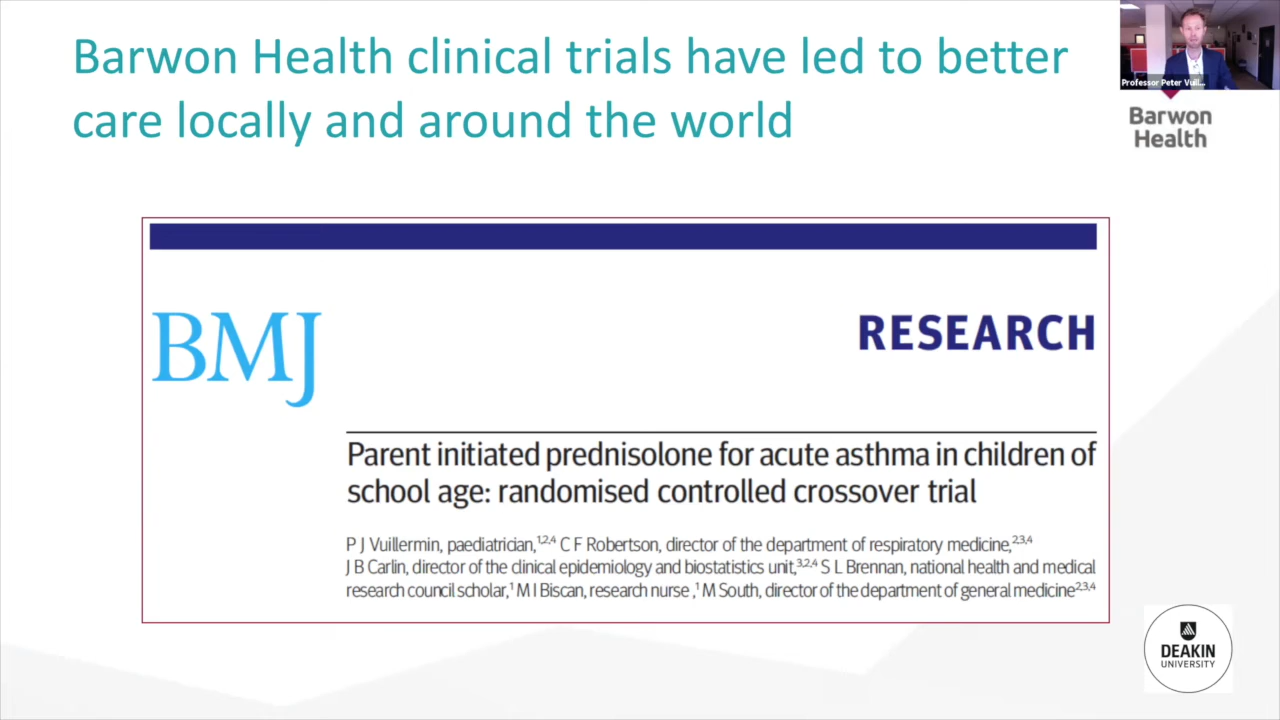 Barwon Health clinical trials have led to better
care locally and around the world
Professor Peter Vuil...
Barwon
Health
BMJ
RESEARCH
Parent initiated prednisolone for acute asthma in children of
school age: randomised controlled crossover trial
P J Vuillermin, paediatrician,1,2,4 C F Robertson, director of the department of respiratory medicine,2,3,4
J B Carlin, director of the clinical epidemiology and biostatistics unit,3,2,4 S L Brennan, national health and medical
research council scholar,1 M I Biscan, research nurse ,1 M South, director of the department of general medicine2,3,4
DEAKIN
UNIVERSITY